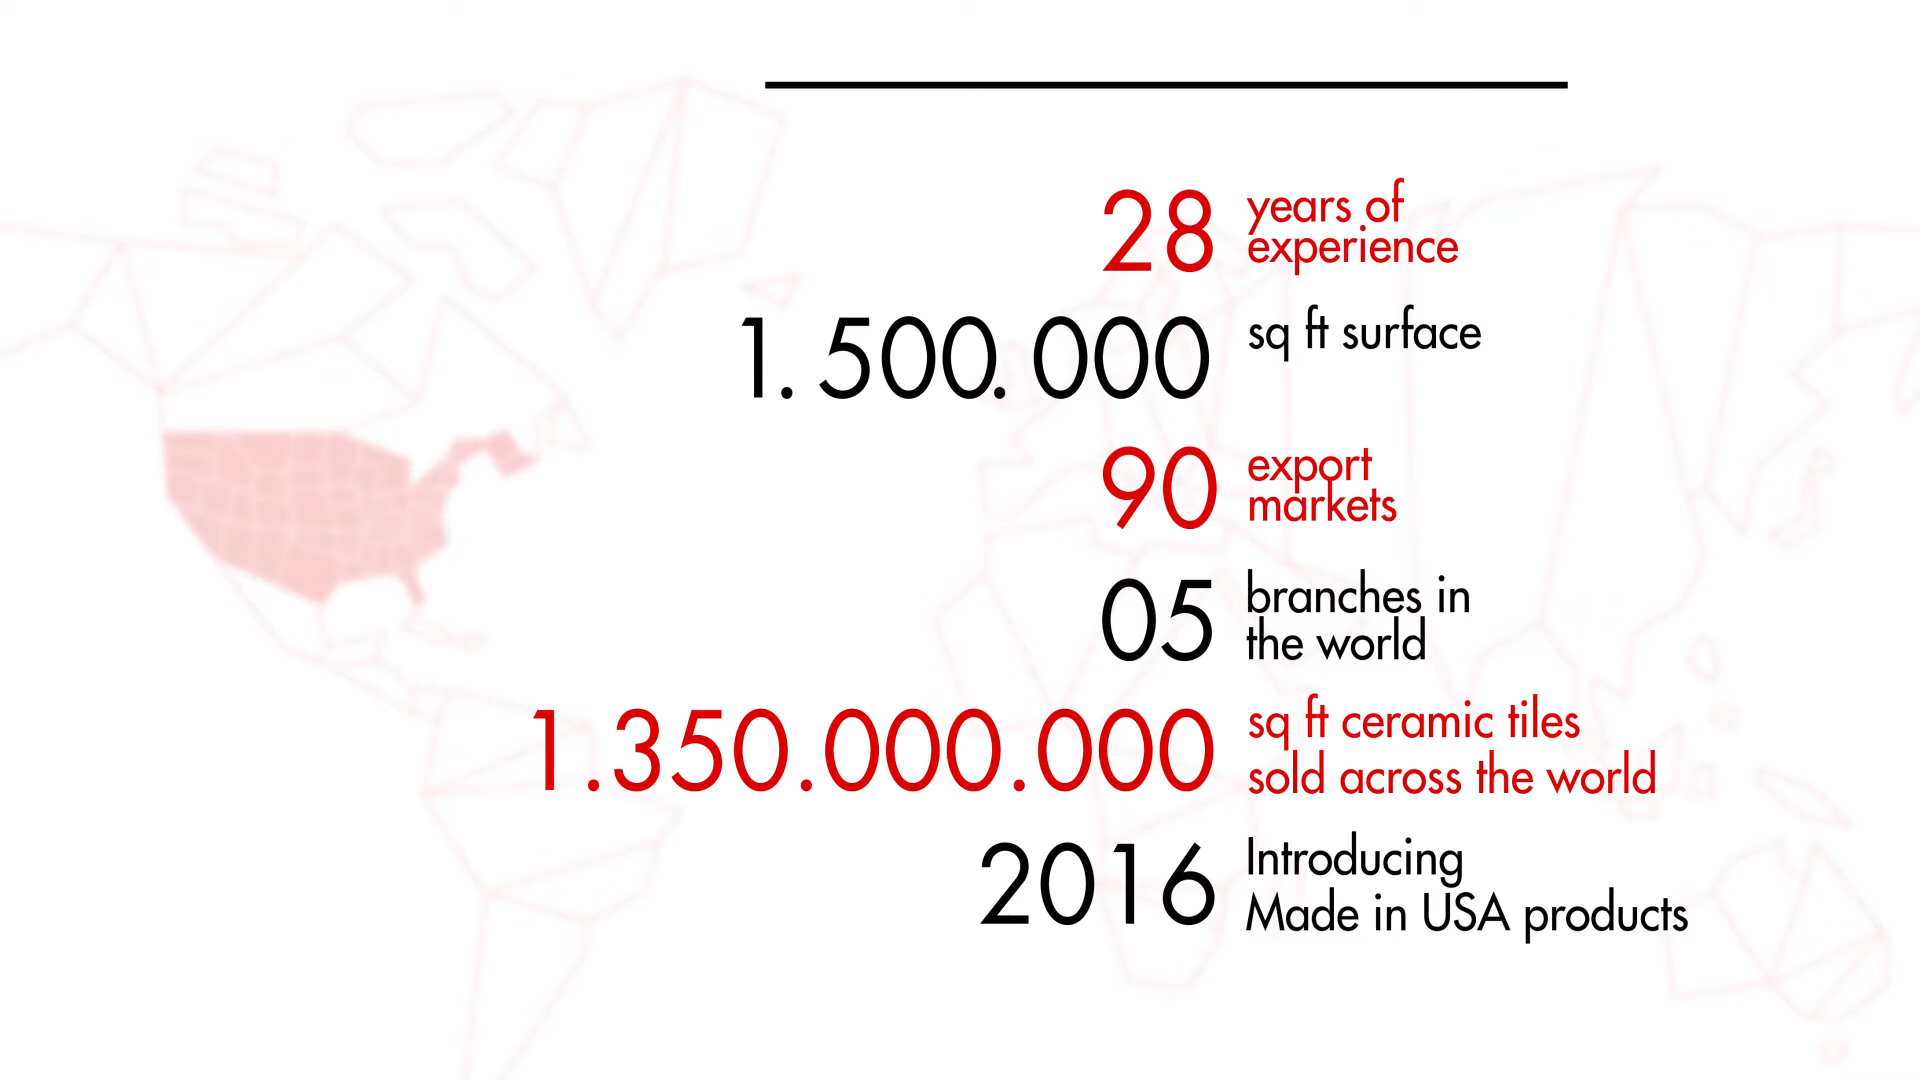 28 years of
experience
1.500.000 sq ft surface
90 export
markets
05 branches in
the world
1.350.000.000 sq ft ceramic tiles
sold across the world
2016 Introducing
Made in USA products